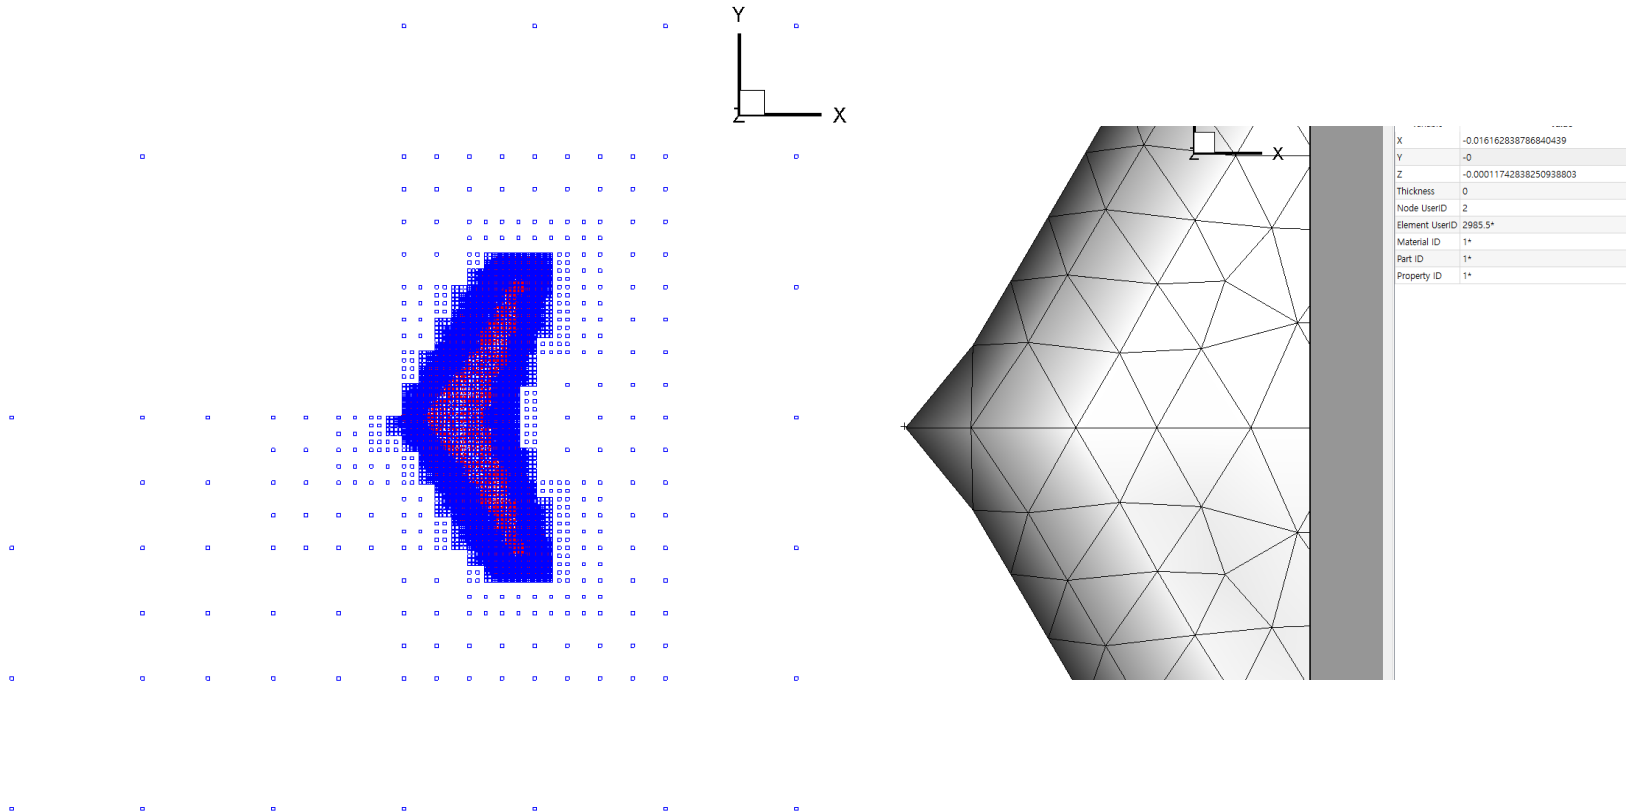 Y
Z X
Z X
X -0.016162838786840439
Y -0
Z -0.00011742838250938803
Thickness 0
Node UserID 2
Element UserID 2985.5*
Material ID 1*
Part ID 1*
Property ID 1*